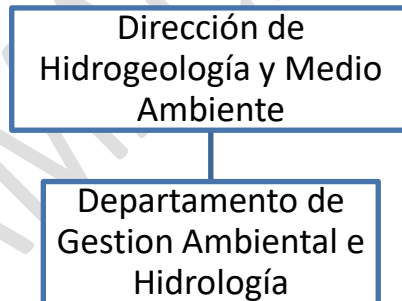 Dirección de
Hidrogeología y Medio
Ambiente
Departamento de
Gestion Ambiental e
Hidrología